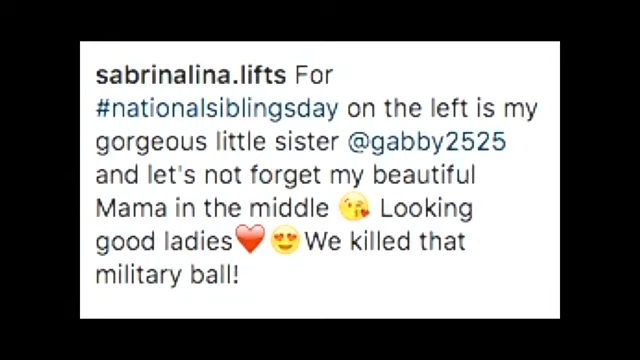 sabrinalina.lifts For
#nationalsiblingsday on the left is my
gorgeous little sister @gabby2525
and let's not forget my beautiful
Mama in the middle 😘 Looking
good ladies❤️😍We killed that
military ball!